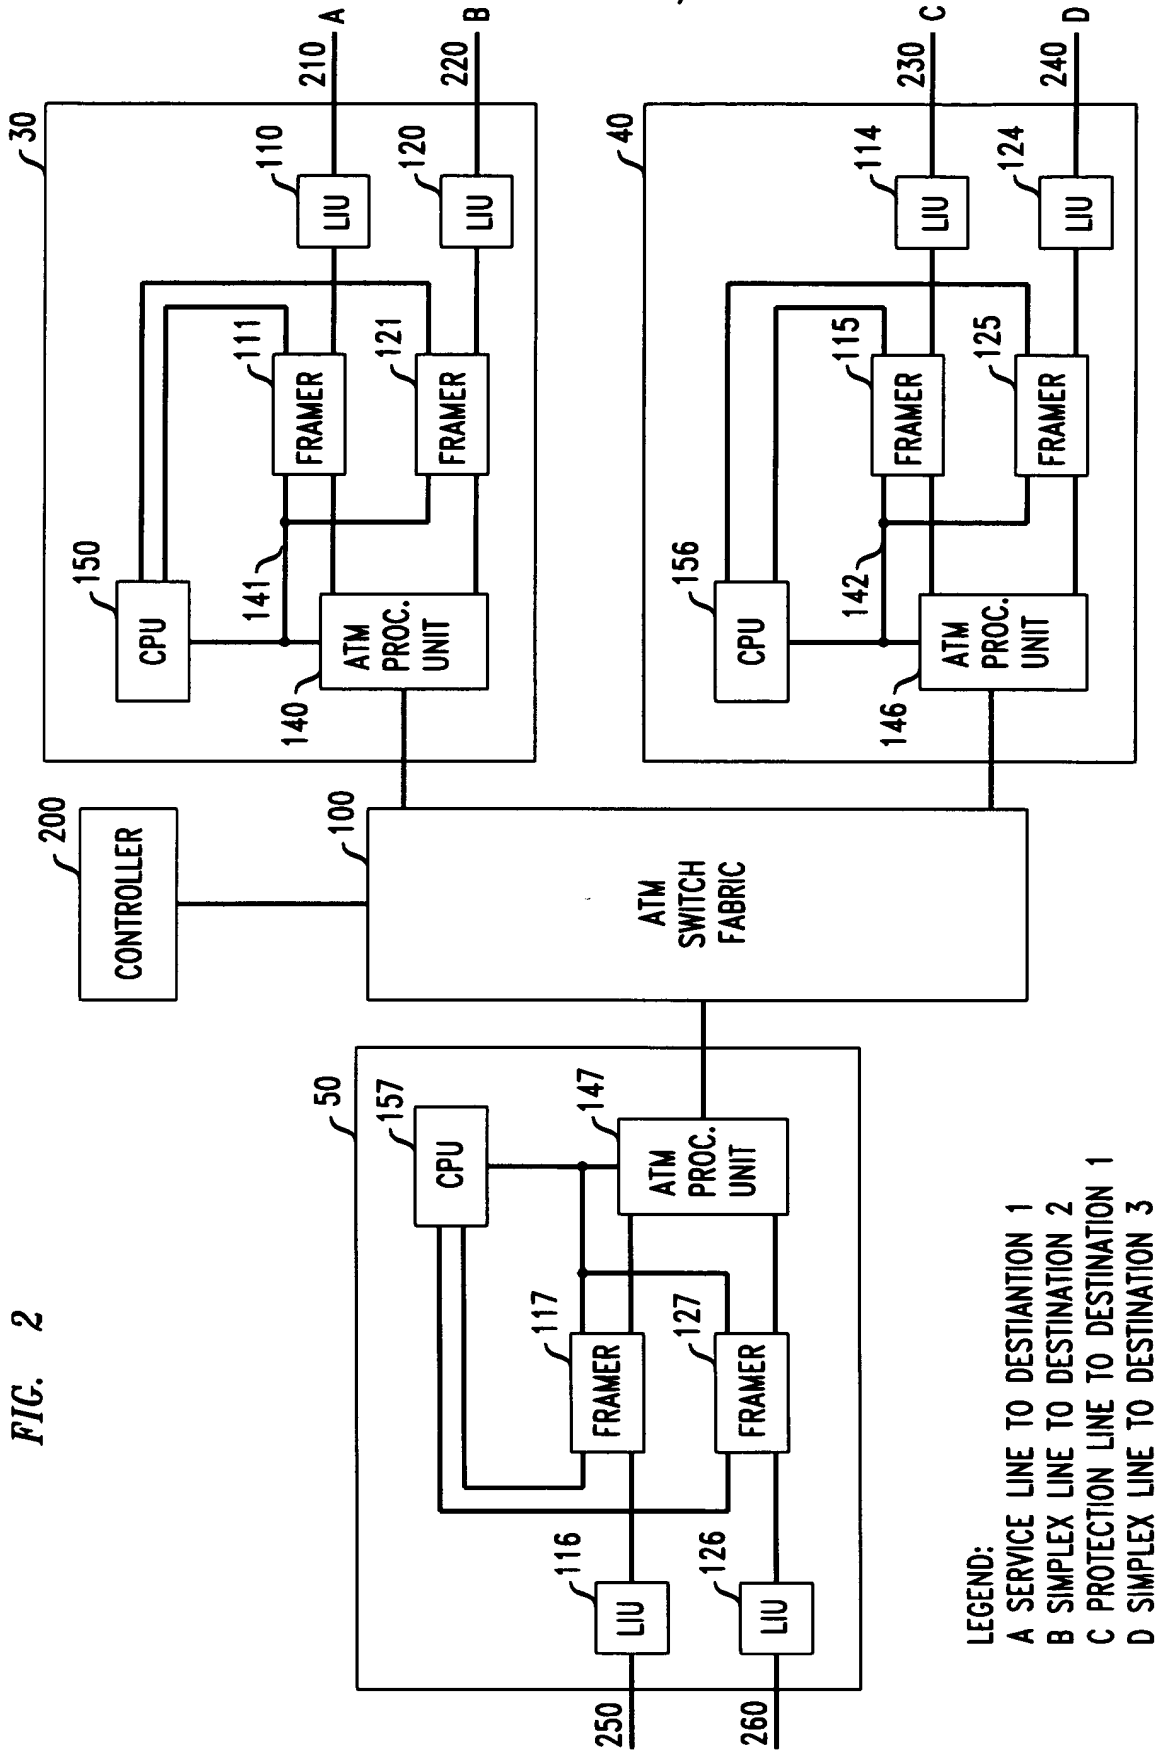 FIG. 2
50
157
CPU
147
ATM
PROC.
UNIT
117
FRAMER
127
FRAMER
116
LIU
126
LIU
250
260
200
CONTROLLER
100
ATM
SWITCH
FABRIC
30
150
CPU
141
140
ATM
PROC.
UNIT
111
FRAMER
121
FRAMER
110
LIU
120
LIU
210
A
220
B
40
156
CPU
142
146
ATM
PROC.
UNIT
115
FRAMER
125
FRAMER
114
LIU
124
LIU
230
C
240
D
LEGEND:
A SERVICE LINE TO DESTIANTION 1
B SIMPLEX LINE TO DESTINATION 2
C PROTECTION LINE TO DESTINATION 1
D SIMPLEX LINE TO DESTINATION 3